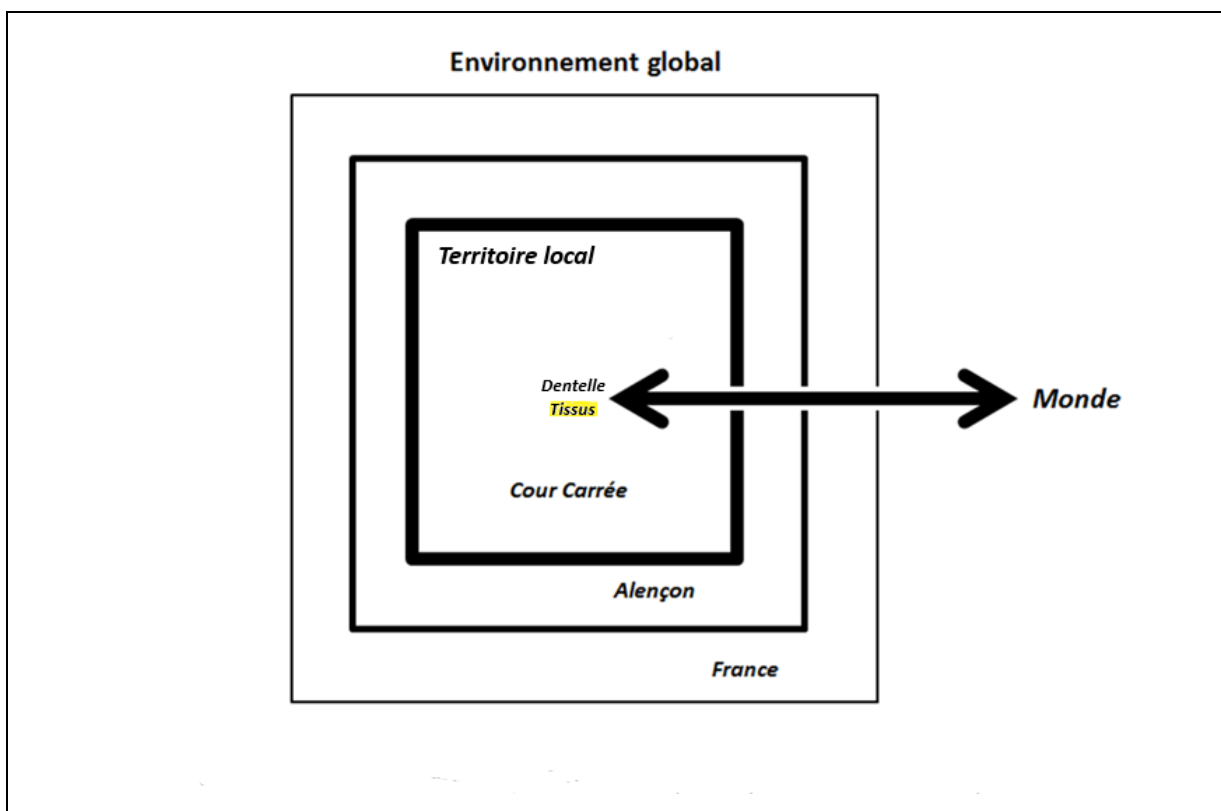 Environnement global
Territoire local
Dentelle
Tissus
Monde
Cour Carrée
Alençon
France